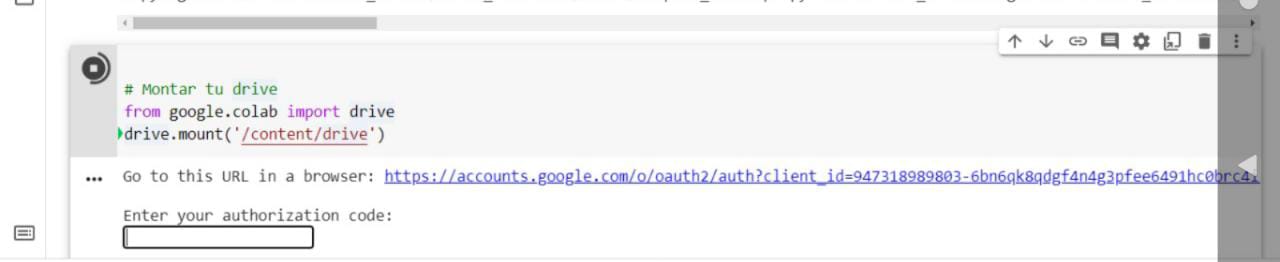 # Montar tu drive
from google.colab import drive
drive.mount('/content/drive')
Go to this URL in a browser: https://accounts.google.com/o/oauth2/auth?client_id=947318989803-6bn6qk8qdgf4n4g3pfee6491hc0brc4i
Enter your authorization code: